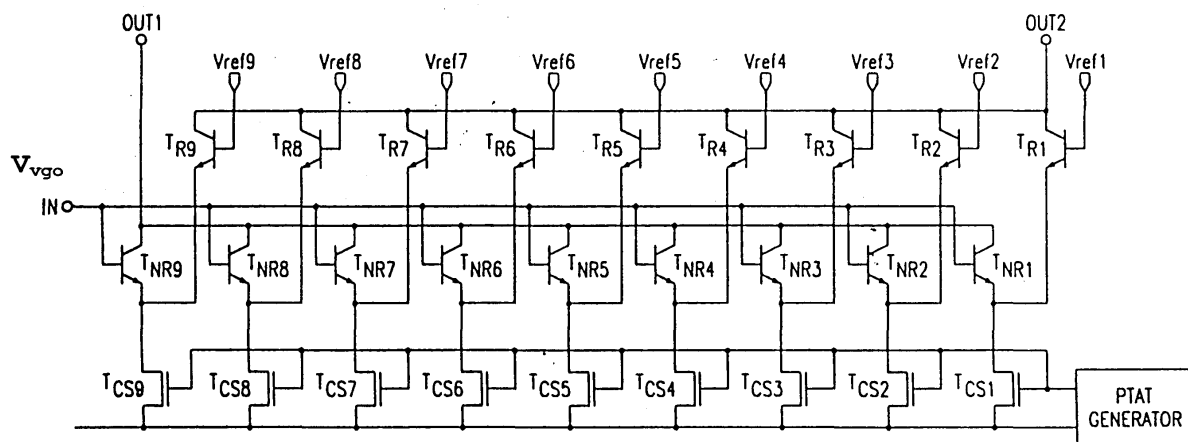 OUT1 OUT2
Vref9 Vref8 Vref7 Vref6 Vref5 Vref4 Vref3 Vref2 Vref1
TR9 TR8 TR7 TR6 TR5 TR4 TR3 TR2 TR1
Vvgo
IN
TNR9 TNR8 TNR7 TNR6 TNR5 TNR4 TNR3 TNR2 TNR1
TCS9 TCS8 TCS7 TCS6 TCS5 TCS4 TCS3 TCS2 TCS1
PTAT
GENERATOR